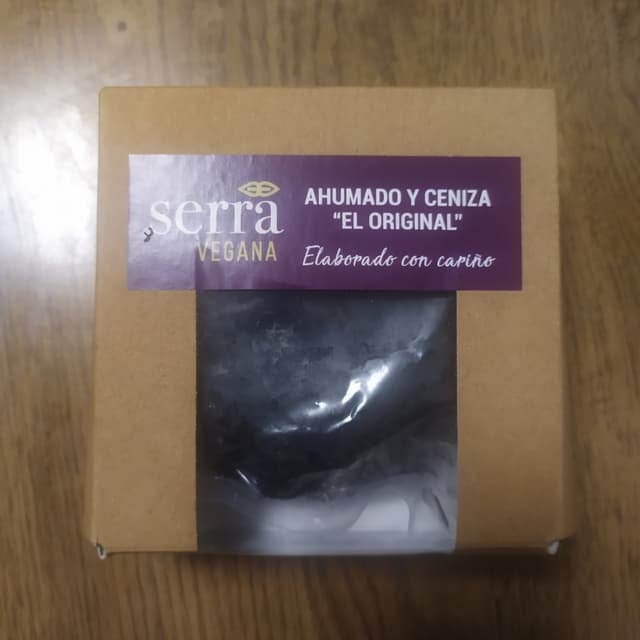 serra
VEGANA
AHUMADO Y CENIZA
"EL ORIGINAL"
Elaborado con cariño